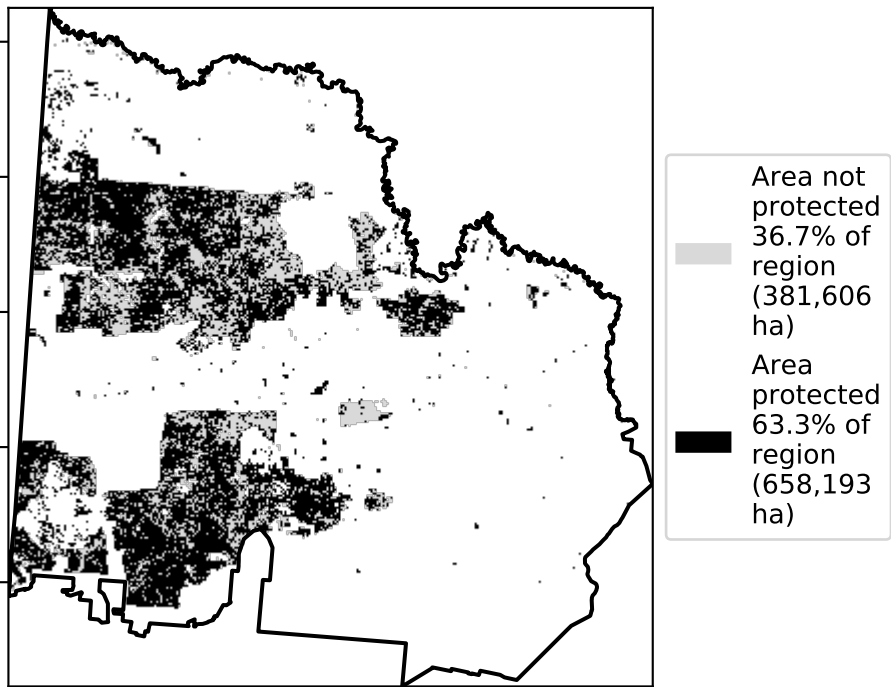 Area not
protected
36.7% of
region
(381,606
ha)
Area
protected
63.3% of
region
(658,193
ha)